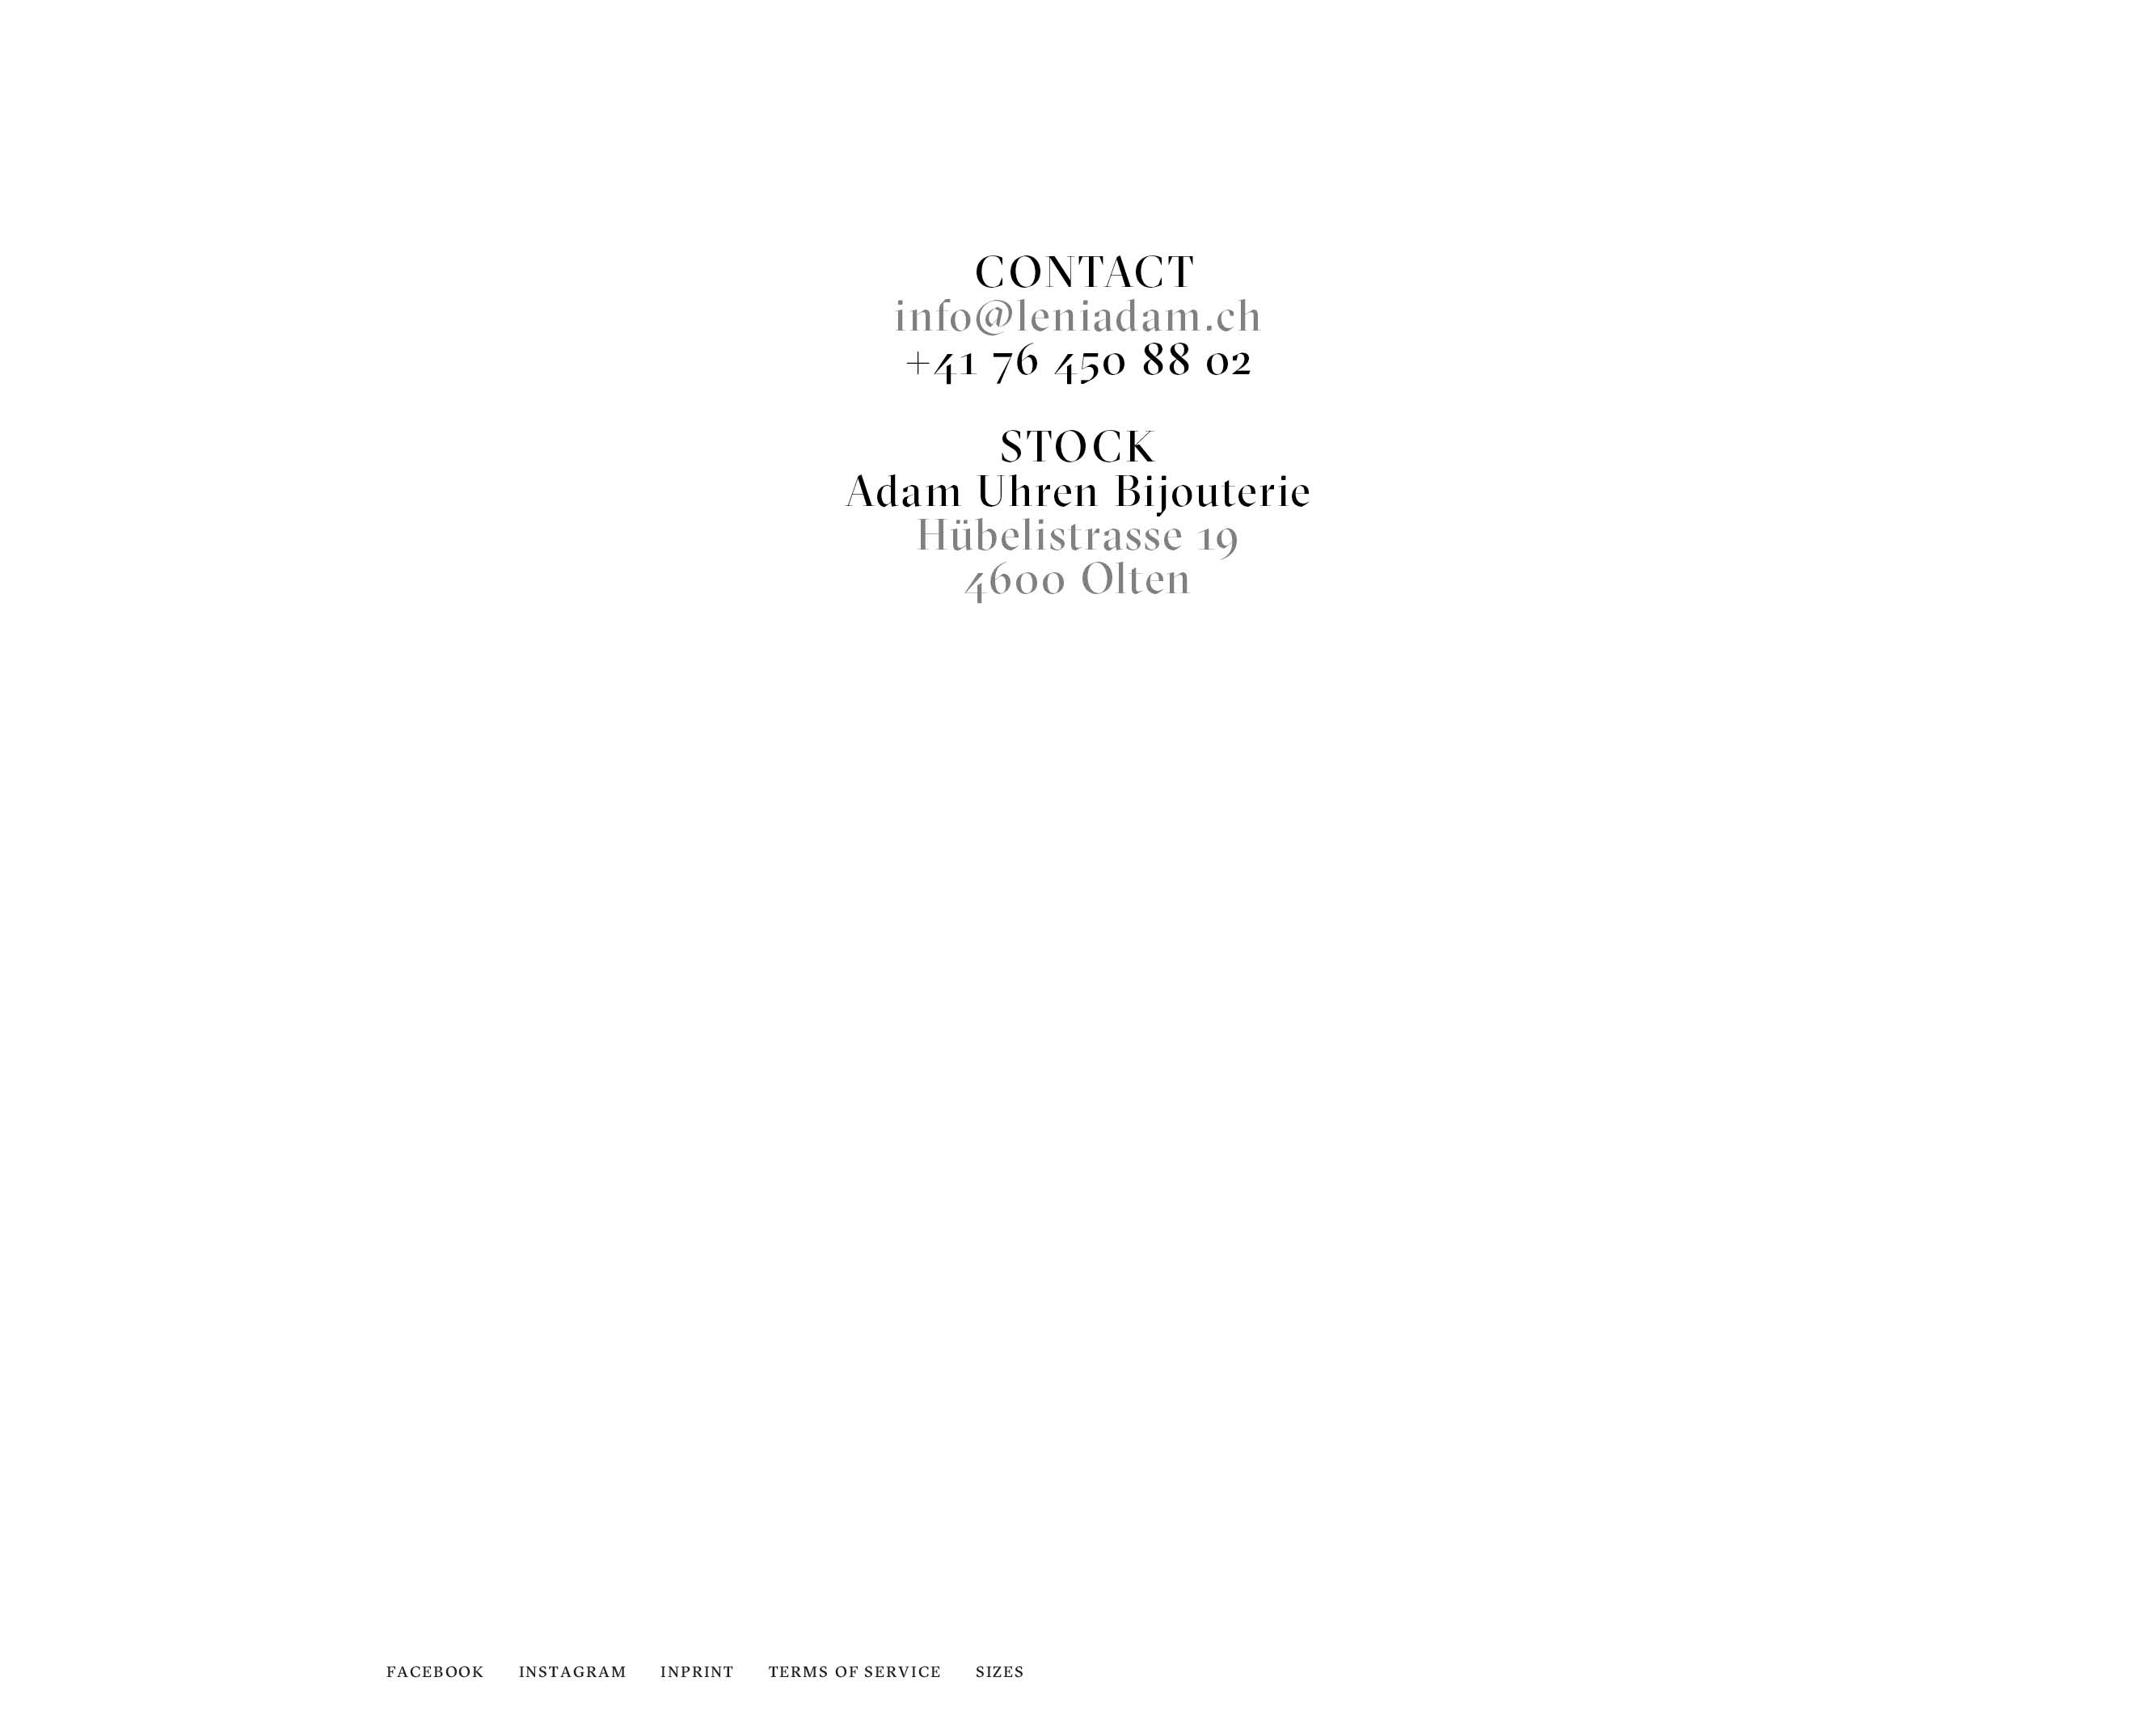 CONTACT
info@leniadam.ch
+41 76 450 88 02
STOCK
Adam Uhren Bijouterie
Hübelistrasse 19
4600 Olten
FACEBOOK INSTAGRAM INPRINT TERMS OF SERVICE SIZES